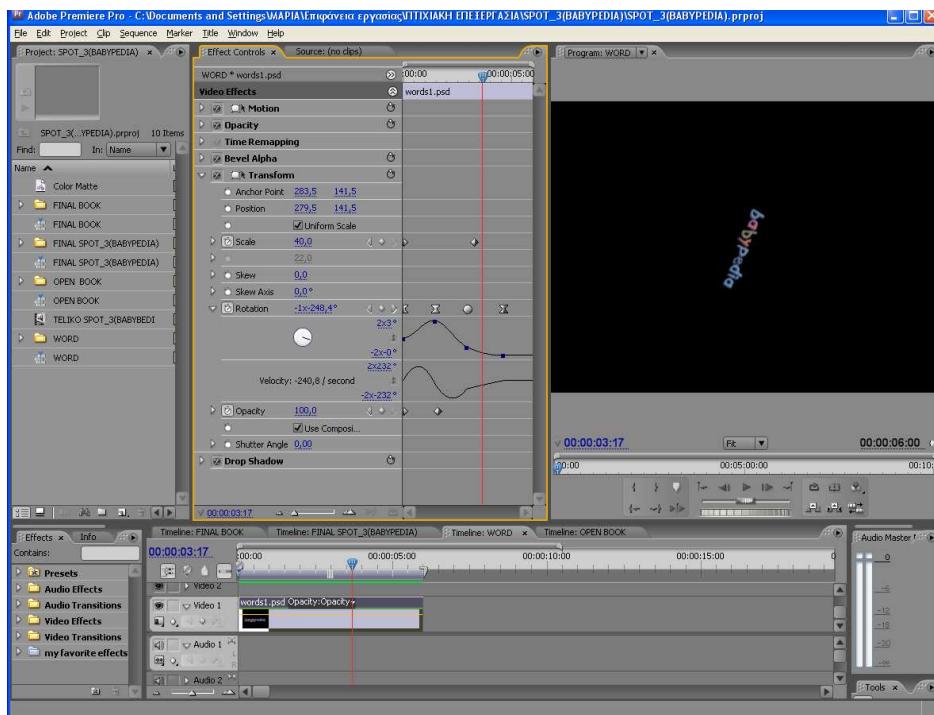 Adobe Premiere Pro - C:\Documents and Settings\ΜΑΡΙΑ\Επιφάνεια εργασίας\ΠΤΙΧΙΑΚΗ ΕΠΕΞΕΡΓΑΣΙΑ\SPOT_3(BABYPEDIA)\SPOT_3(BABYPEDIA).prproj
File Edit Project Clip Sequence Marker Title Window Help
Project: SPOT_3(BABYPEDIA)
SPOT_3(...YPEDIA).prproj 10 Items
Find: In: Name
Name
Color Matte
FINAL BOOK
FINAL BOOK
FINAL SPOT_3(BABYPEDIA)
FINAL SPOT_3(BABYPEDIA)
OPEN BOOK
OPEN BOOK
TELIKO SPOT_3(BABYBEDI
WORD
WORD
Effect Controls Source: (no clips)
WORD * words1.psd :00:00 00:00:05:00
Video Effects words1.psd
Motion
Opacity
Time Remapping
Bevel Alpha
Transform
Anchor Point 283,5 141,5
Position 279,5 141,5
Uniform Scale
Scale 40,0
22,0
Skew 0,0
Skew Axis 0,0°
Rotation -1x-248,4°
2x3°
-2x-0°
2x232°
Velocity: -240,8 / second
-2x-232°
Opacity 100,0
Use Composi...
Shutter Angle 0,00
Drop Shadow
00:00:03:17
Program: WORD
babypedia
00:00:03:17 Fit 00:00:06:00
00:00 00:05:00:00 00:10:
Effects Info
Contains:
Presets
Audio Effects
Audio Transitions
Video Effects
Video Transitions
my favorite effects
Timeline: FINAL BOOK Timeline: FINAL SPOT_3(BABYPEDIA) Timeline: WORD Timeline: OPEN BOOK
00:00:03:17 :00:00 00:00:05:00 00:00:10:00 00:00:15:00
Video 2
Video 1
words1.psd Opacity:Opacity
Audio 1
Audio 2
Audio Master
0
-6
-12
-18
-30
Tools